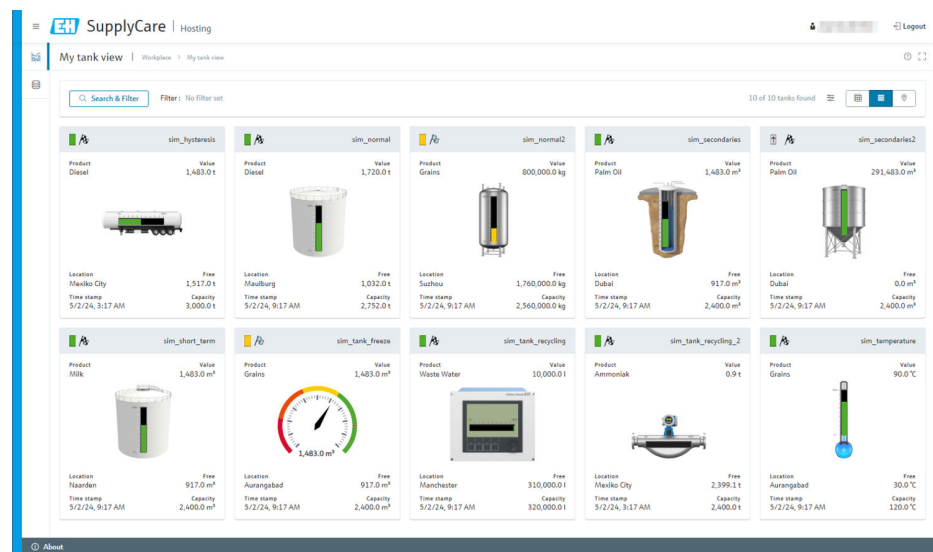 EH SupplyCare | Hosting
Logout
My tank view | Workplace > My tank view
Search & Filter Filter: No filter set 10 of 10 tanks found
sim_hysteresis
Product Value
Diesel 1,483.0 t
Location Free
Mexiko City 1,517.0 t
Time stamp Capacity
5/2/24, 3:17 AM 3,000.0 t
sim_normal
Product Value
Diesel 1,720.0 t
Location Free
Maulburg 1,032.0 t
Time stamp Capacity
5/2/24, 9:17 AM 2,752.0 t
sim_normal2
Product Value
Grains 800,000.0 kg
Location Free
Suzhou 1,760,000.0 kg
Time stamp Capacity
5/2/24, 9:17 AM 2,560,000.0 kg
sim_secondaries
Product Value
Palm Oil 1,483.0 m³
Location Free
Dubai 917.0 m³
Time stamp Capacity
5/2/24, 9:17 AM 2,400.0 m³
sim_secondaries2
Product Value
Palm Oil 291,483.0 m³
Location Free
Dubai 0.0 m³
Time stamp Capacity
5/2/24, 9:17 AM 2,400.0 m³
sim_short_term
Product Value
Milk 1,483.0 m³
Location Free
Naarden 917.0 m³
Time stamp Capacity
5/2/24, 9:17 AM 2,400.0 m³
sim_tank_freeze
Product Value
Grains 1,483.0 m³
1,483.0 m³
Location Free
Aurangabad 917.0 m³
Time stamp Capacity
5/2/24, 9:17 AM 2,400.0 m³
sim_tank_recycling
Product Value
Waste Water 10,000.0 l
Location Free
Manchester 310,000.0 l
Time stamp Capacity
5/2/24, 9:17 AM 320,000.0 l
sim_tank_recycling_2
Product Value
Ammoniak 0.9 t
Location Free
Mexiko City 2,399.1 t
Time stamp Capacity
5/2/24, 3:17 AM 2,400.0 t
sim_temperature
Product Value
Grains 90.0 °C
Location Free
Aurangabad 30.0 °C
Time stamp Capacity
5/2/24, 9:17 AM 120.0 °C
About